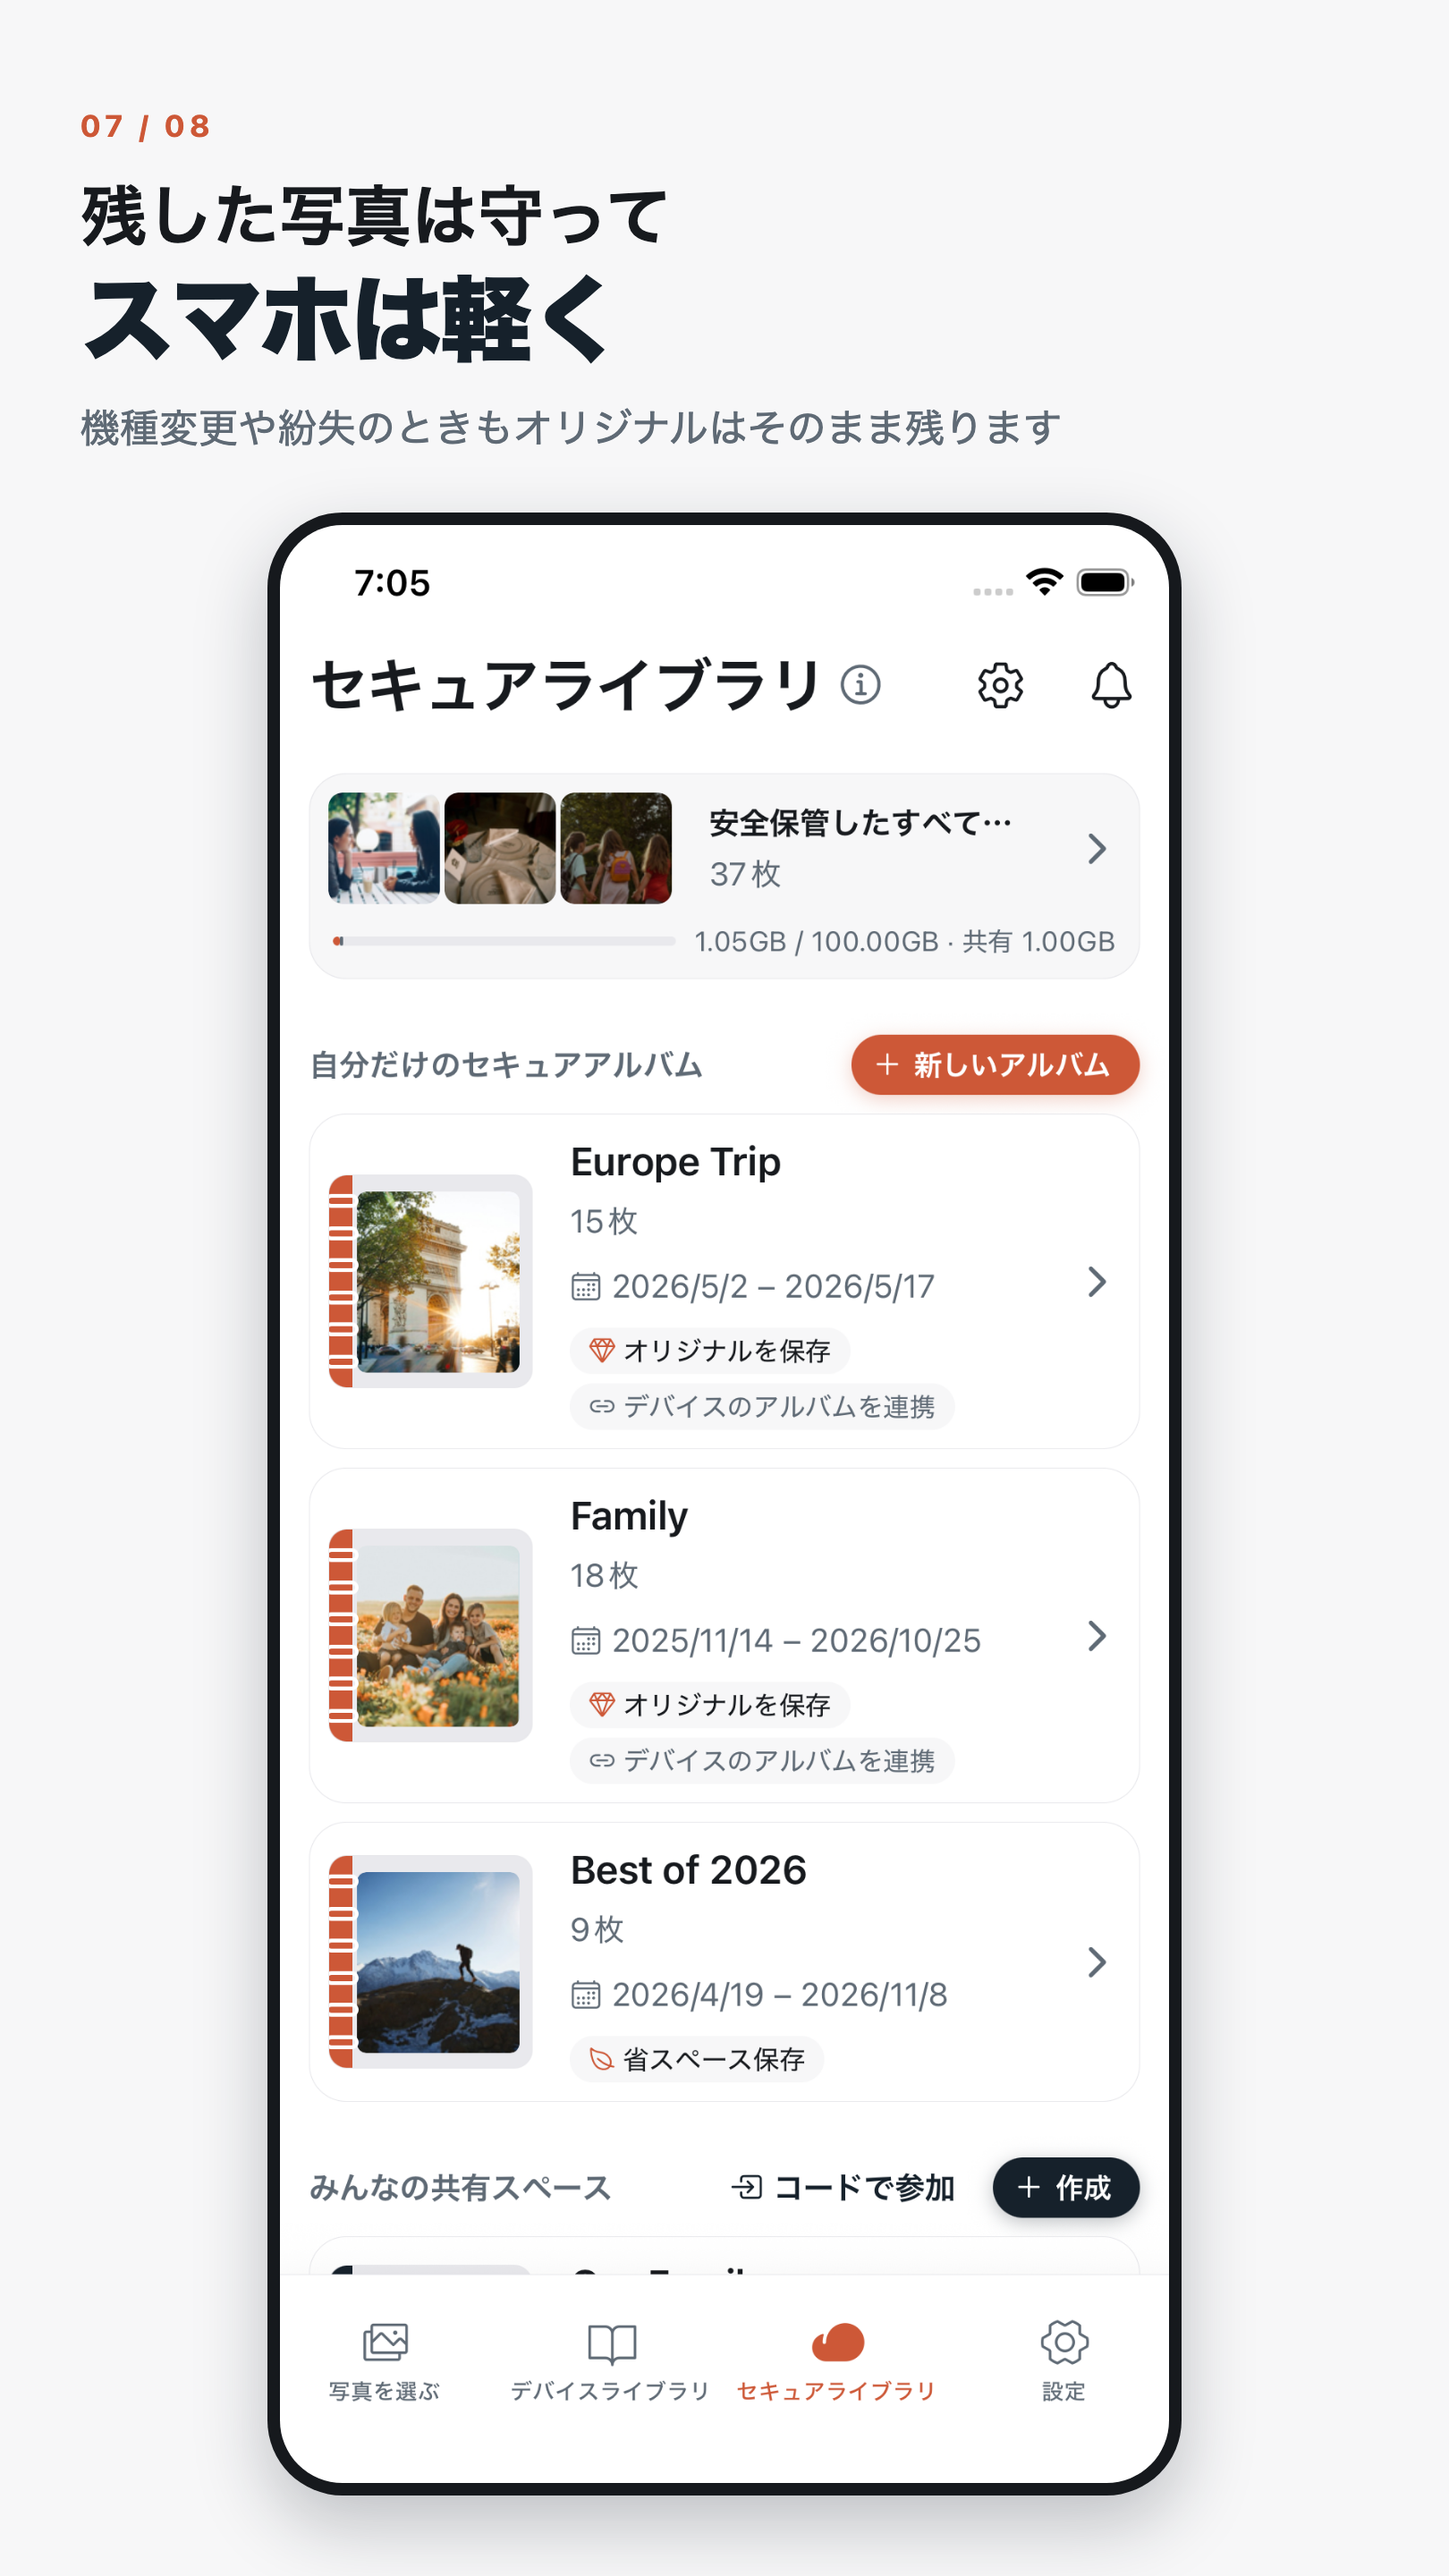 07 / 08
残した写真は守って
スマホは軽く
機種変更や紛失のときもオリジナルはそのまま残ります
7:05
セキュアライブラリ
安全保管したすべて…
37枚
1.05GB / 100.00GB · 共有 1.00GB
自分だけのセキュアアルバム
+ 新しいアルバム
Europe Trip
15枚
2026/5/2 – 2026/5/17
オリジナルを保存
デバイスのアルバムを連携
Family
18枚
2025/11/14 – 2026/10/25
オリジナルを保存
デバイスのアルバムを連携
Best of 2026
9枚
2026/4/19 – 2026/11/8
省スペース保存
みんなの共有スペース
コードで参加
+ 作成
写真を選ぶ
デバイスライブラリ
セキュアライブラリ
設定